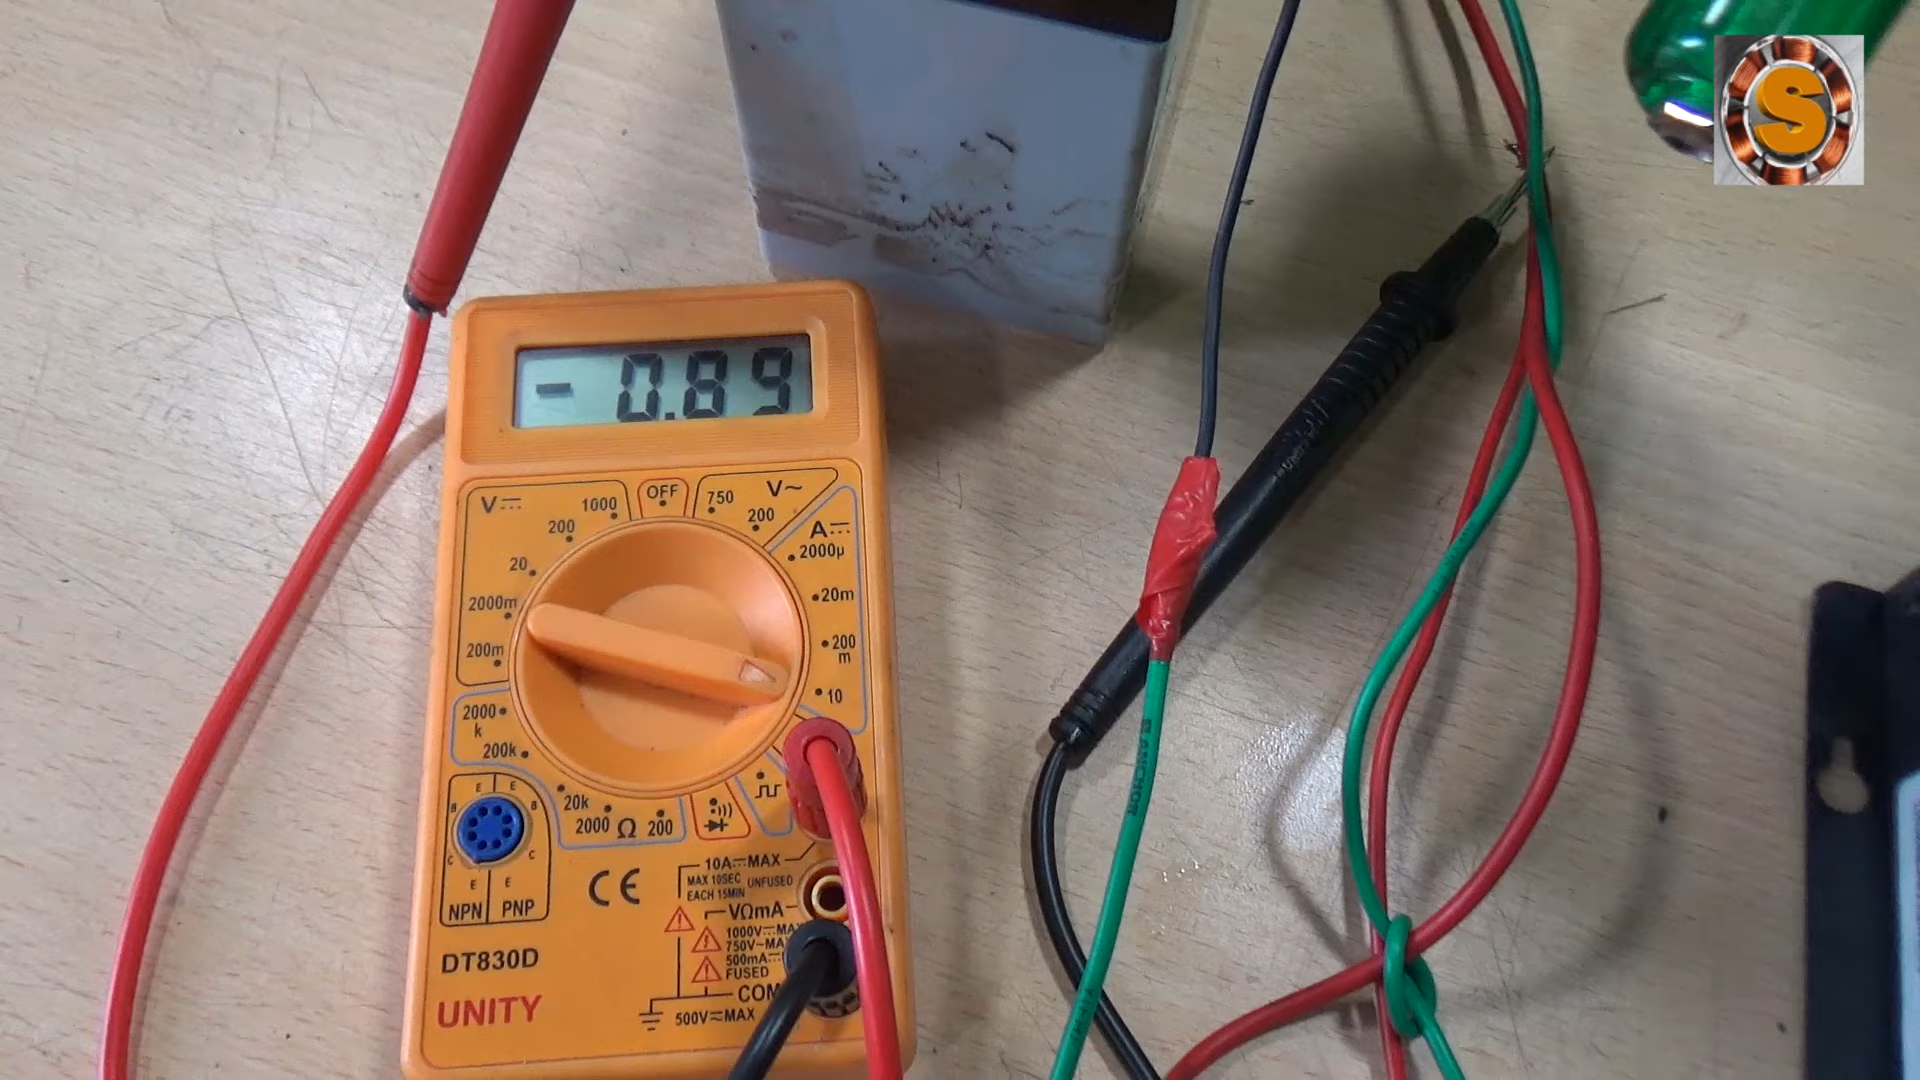 S
- 0.89
V⎓
1000
OFF
750
V~
200
200
A⎓
2000µ
20
20m
2000m
200
m
200m
10
2000
k
200k
20k
2000
Ω
200
E
E
B
B
C
C
E
E
NPN
PNP
CE
10A⎓MAX
MAX 10SEC
EACH 15MIN
UNFUSED
VΩmA
1000V⎓MAX
750V~MA
500mA
FUSED
COM
500V≂MAX
DT830D
UNITY
ANCHOR